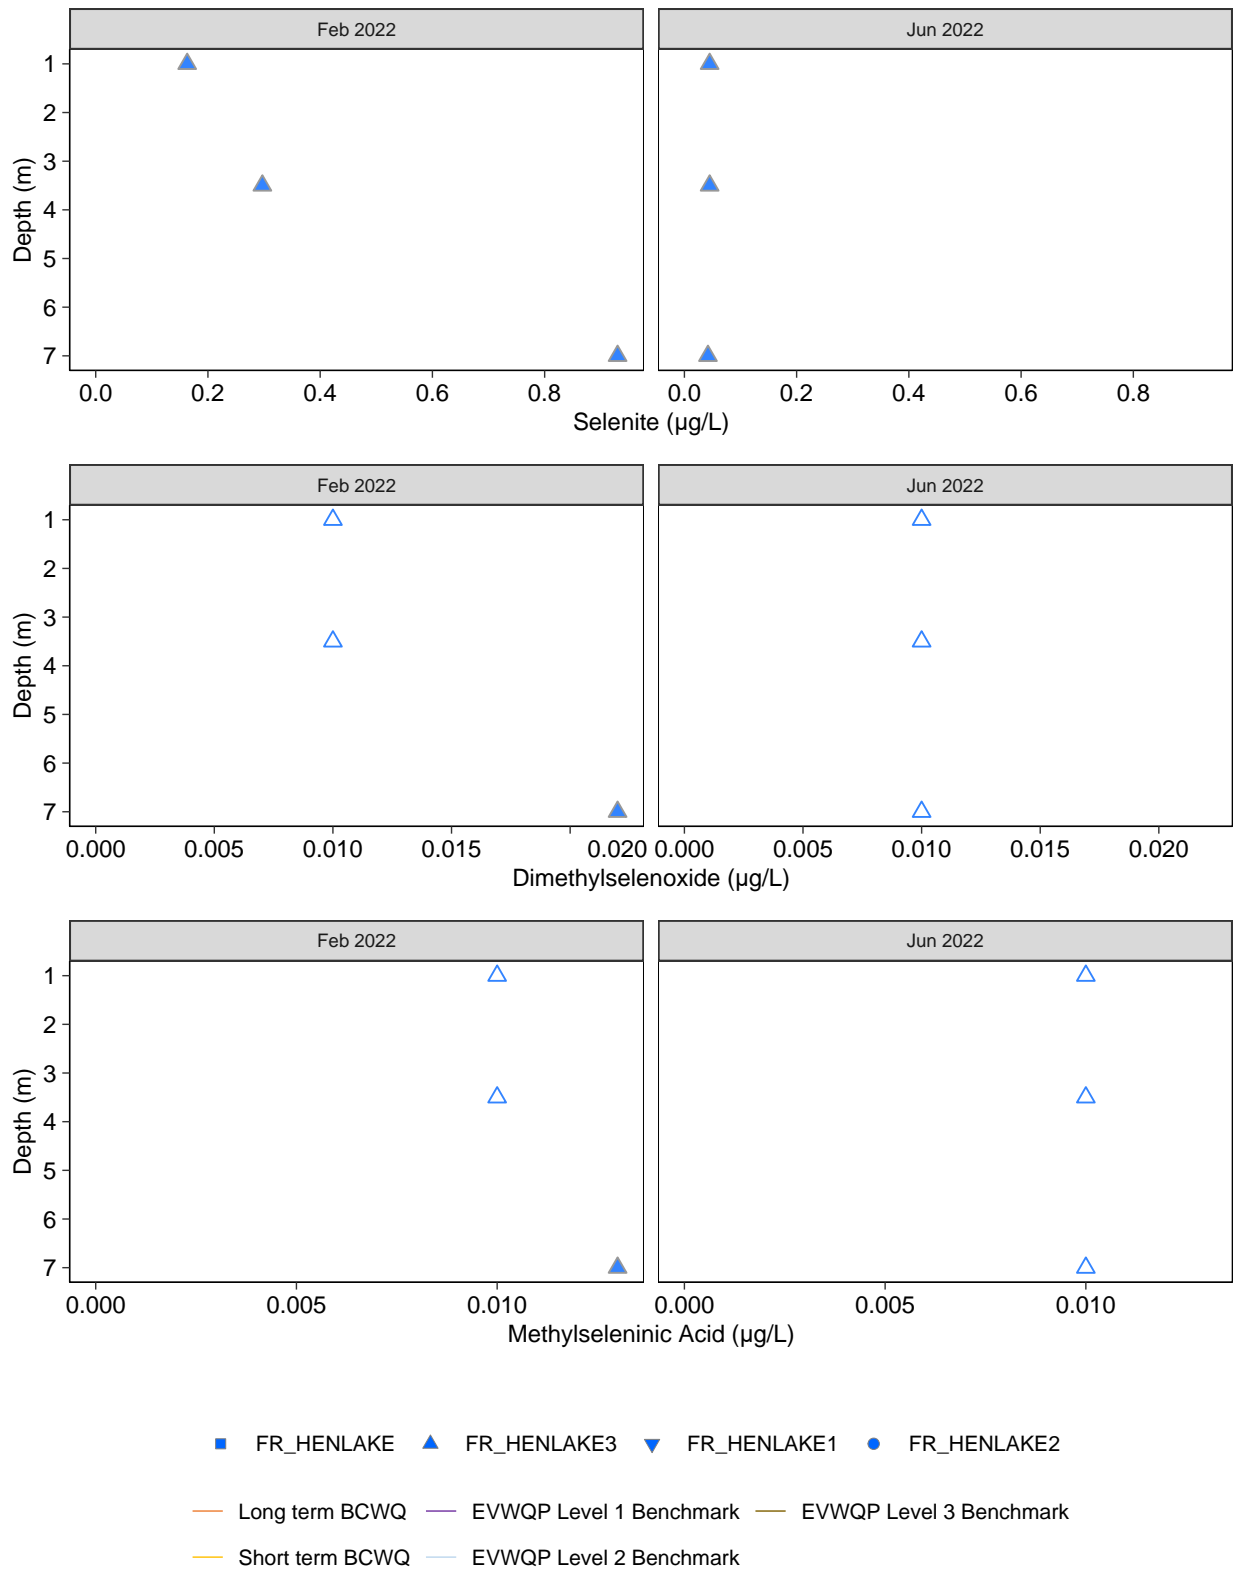 Feb 2022 Jun 2022
Depth (m)
1
2
3
4
5
6
7
0.0 0.2 0.4 0.6 0.8 0.0 0.2 0.4 0.6 0.8
Selenite (µg/L)
Feb 2022 Jun 2022
Depth (m)
1
2
3
4
5
6
7
0.000 0.005 0.010 0.015 0.020 0.000 0.005 0.010 0.015 0.020
Dimethylselenoxide (µg/L)
Feb 2022 Jun 2022
Depth (m)
1
2
3
4
5
6
7
0.000 0.005 0.010 0.000 0.005 0.010
Methylseleninic Acid (µg/L)
FR_HENLAKE FR_HENLAKE3 FR_HENLAKE1 FR_HENLAKE2
Long term BCWQ EVWQP Level 1 Benchmark EVWQP Level 3 Benchmark
Short term BCWQ EVWQP Level 2 Benchmark